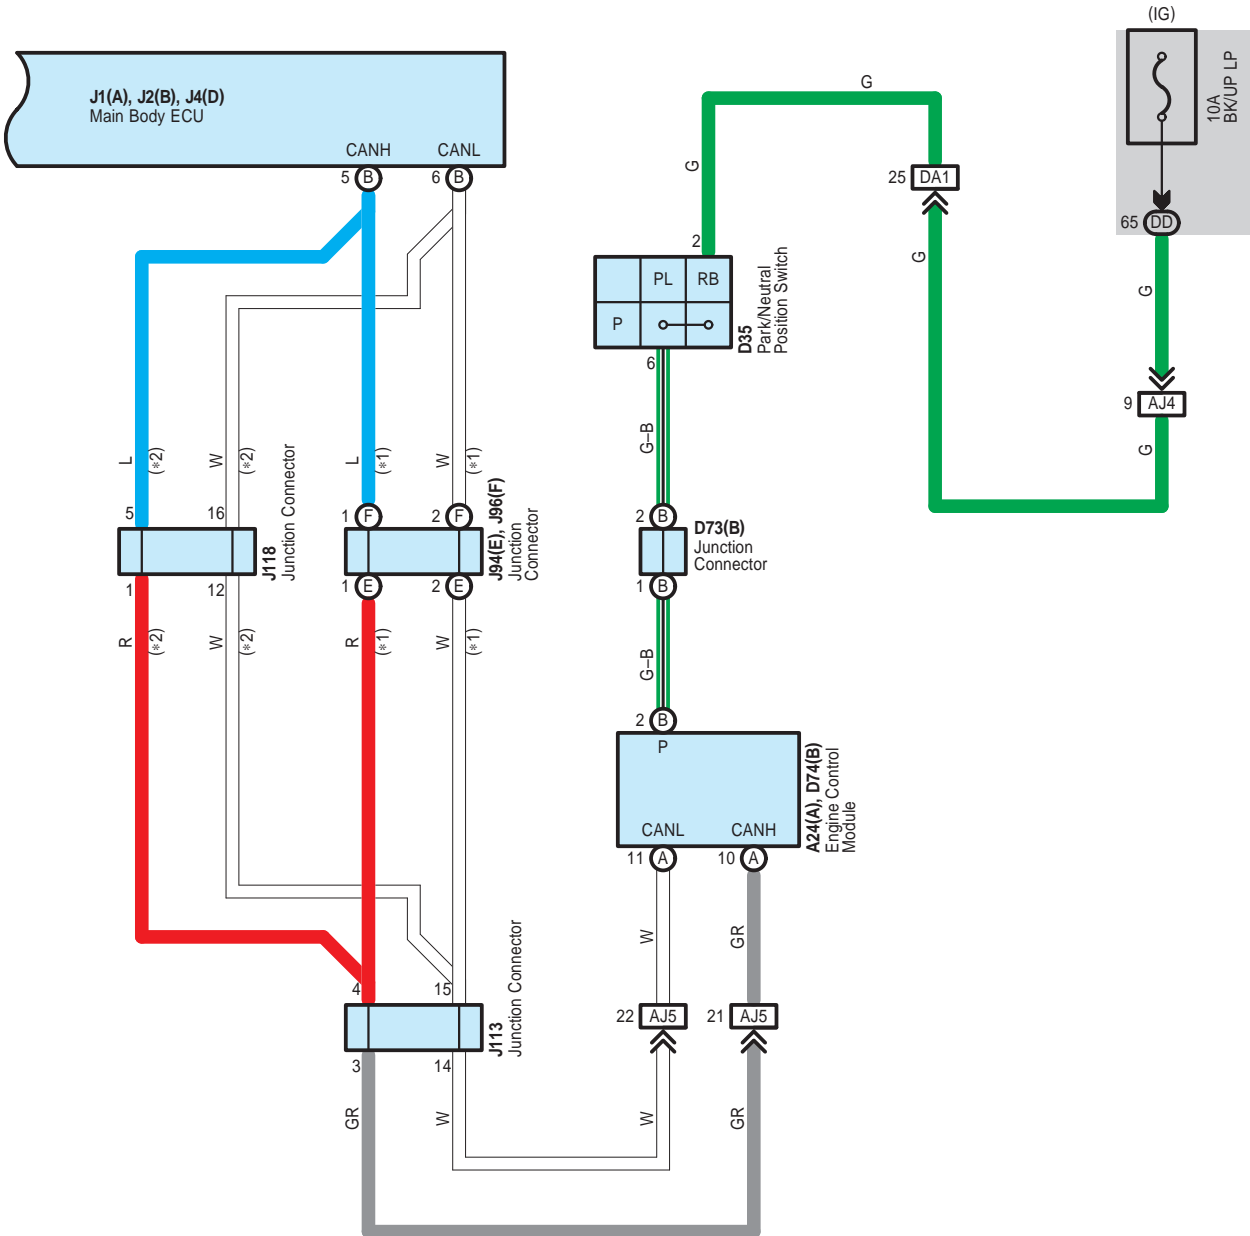 (IG)
10A
BK/UP LP
65 DD
G
9 AJ4
G
G
25 DA1
G
G
2
PL RB
P
D35
Park/Neutral
Position Switch
6
G-B
2 B
D73(B)
Junction
Connector
1 B
G-B
2 B
P
A24(A), D74(B)
Engine Control
Module
CANL CANH
11 A 10 A
W GR
22 AJ5 21 AJ5
W GR
J1(A), J2(B), J4(D)
Main Body ECU
CANH CANL
5 B 6 B
L (*2) W (*2) L (*1) W (*1)
5 16
J118
Junction Connector
1 12
1 F 2 F
J94(E), J96(F)
Junction
Connector
1 E 2 E
R (*2) W (*2) R (*1) W (*1)
4 15
J113
Junction Connector
3 14
GR W